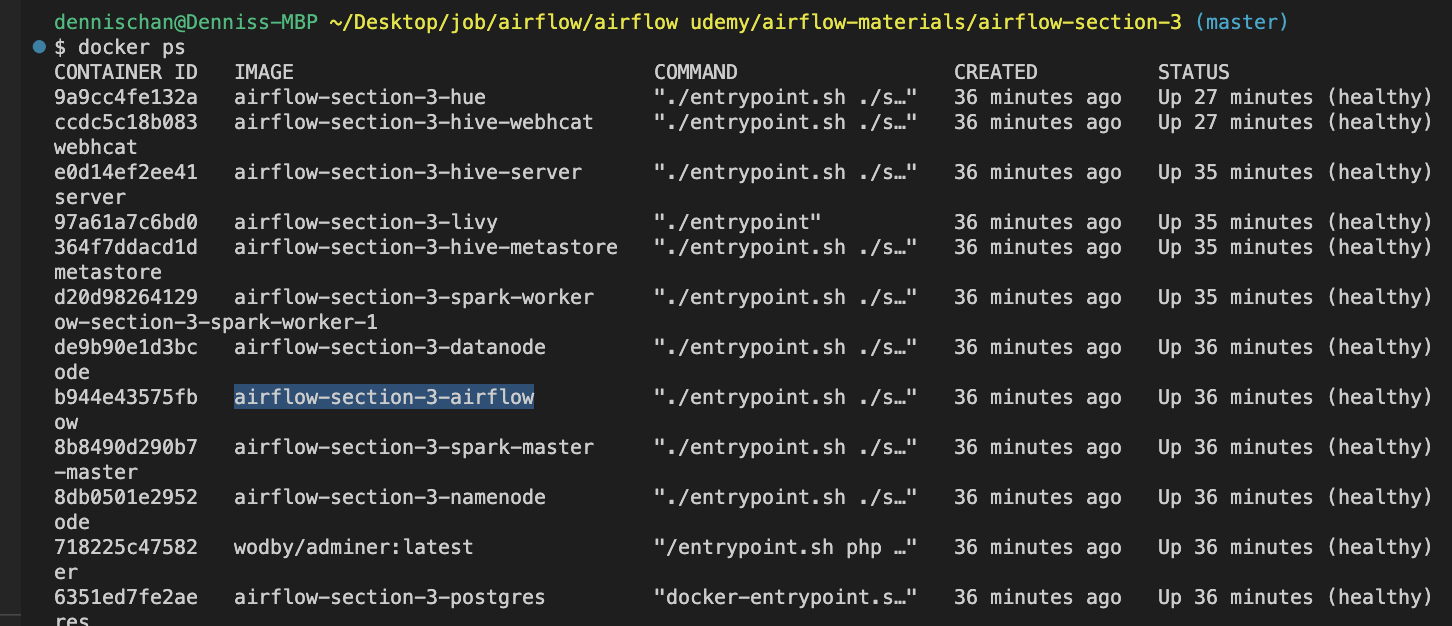 dennischan@Denniss-MBP ~/Desktop/job/airflow/airflow udemy/airflow-materials/airflow-section-3 (master)
$ docker ps
CONTAINER ID   IMAGE                              COMMAND                  CREATED          STATUS
9a9cc4fe132a   airflow-section-3-hue              "./entrypoint.sh ./s…"   36 minutes ago   Up 27 minutes (healthy)
ccdc5c18b083   airflow-section-3-hive-webhcat     "./entrypoint.sh ./s…"   36 minutes ago   Up 27 minutes (healthy)
webhcat
e0d14ef2ee41   airflow-section-3-hive-server      "./entrypoint.sh ./s…"   36 minutes ago   Up 35 minutes (healthy)
server
97a61a7c6bd0   airflow-section-3-livy             "./entrypoint"           36 minutes ago   Up 35 minutes (healthy)
364f7ddacd1d   airflow-section-3-hive-metastore   "./entrypoint.sh ./s…"   36 minutes ago   Up 35 minutes (healthy)
metastore
d20d98264129   airflow-section-3-spark-worker     "./entrypoint.sh ./s…"   36 minutes ago   Up 35 minutes (healthy)
ow-section-3-spark-worker-1
de9b90e1d3bc   airflow-section-3-datanode         "./entrypoint.sh ./s…"   36 minutes ago   Up 36 minutes (healthy)
ode
b944e43575fb   airflow-section-3-airflow          "./entrypoint.sh ./s…"   36 minutes ago   Up 36 minutes (healthy)
ow
8b8490d290b7   airflow-section-3-spark-master     "./entrypoint.sh ./s…"   36 minutes ago   Up 36 minutes (healthy)
-master
8db0501e2952   airflow-section-3-namenode         "./entrypoint.sh ./s…"   36 minutes ago   Up 36 minutes (healthy)
ode
718225c47582   wodby/adminer:latest               "/entrypoint.sh php …"   36 minutes ago   Up 36 minutes (healthy)
er
6351ed7fe2ae   airflow-section-3-postgres         "docker-entrypoint.s…"   36 minutes ago   Up 36 minutes (healthy)
res